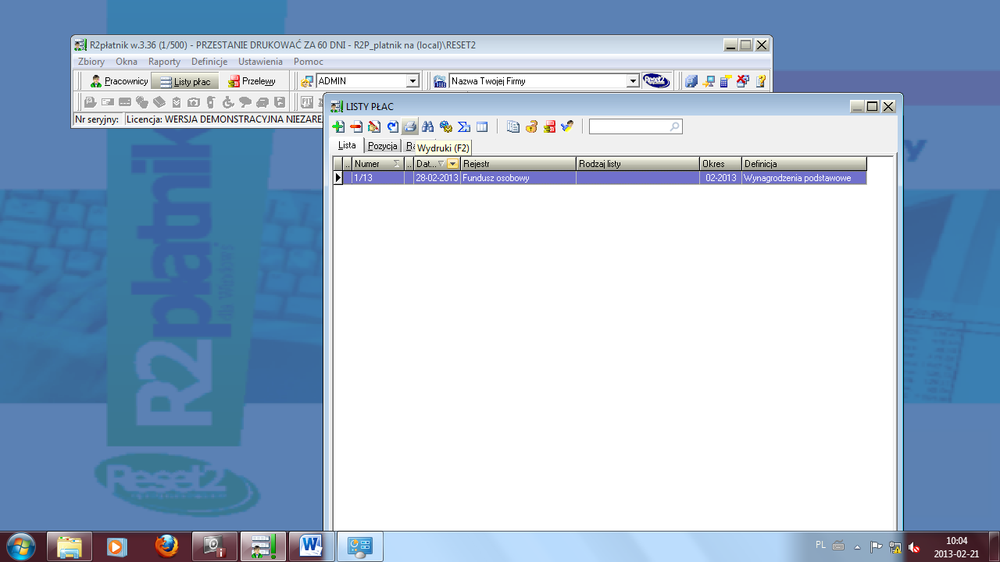 R2płatnik w.3.36 (1/500) - PRZESTANIE DRUKOWAĆ ZA 60 DNI - R2P_platnik na (local)\RESET2
Zbiory Okna Raporty Definicje Ustawienia Pomoc
Pracownicy Listy płac Przelewy ADMIN Nazwa Twojej Firmy Reset2
Nr seryjny: Licencja: WERSJA DEMONSTRACYJNA NIEZARE
LISTY PŁAC
Lista Pozycja
Wydruki (F2)
.. Numer .. Dat... Rejestr Rodzaj listy Okres Definicja
1/13 28-02-2013 Fundusz osobowy 02-2013 Wynagrodzenia podstawowe
R2płatnik
dla Windows
Reset2
PL
10:04
2013-02-21